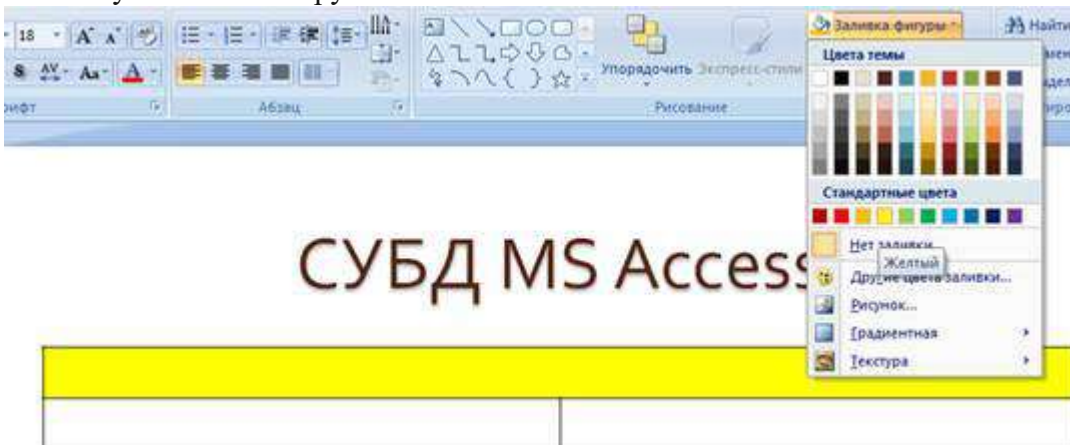 18
Заливка фигуры
Найти
Цвета темы
Aa
A
Упорядочить Экспресс-стили
Абзац
Рисование
Стандартные цвета
Нет заливки
Желтый
Другие цвета заливки...
Рисунок...
Градиентная
Текстура
СУБД MS Access